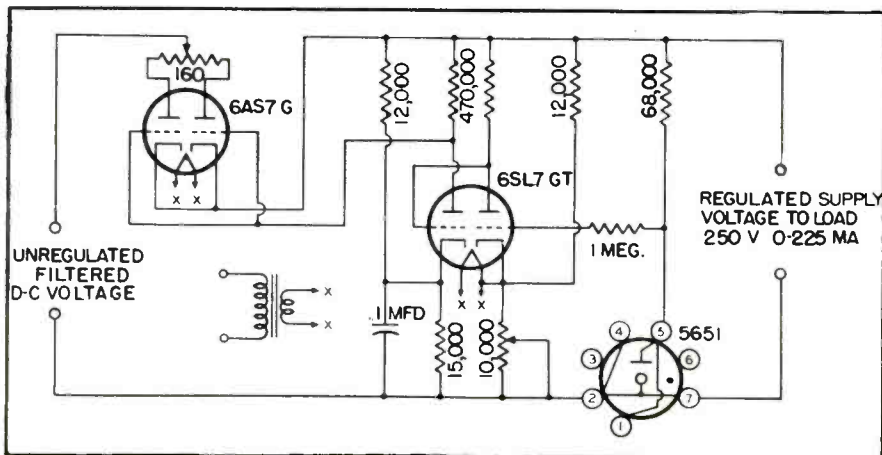 160
6AS7G
12,000
470,000
12,000
68,000
6SL7 GT
1 MEG.
REGULATED SUPPLY
VOLTAGE TO LOAD
250 V 0-225 MA
UNREGULATED
FILTERED
D-C VOLTAGE
X X
X
X
X X
.1 MFD
15,000
10,000
5651
4
5
3
6
2
7
1